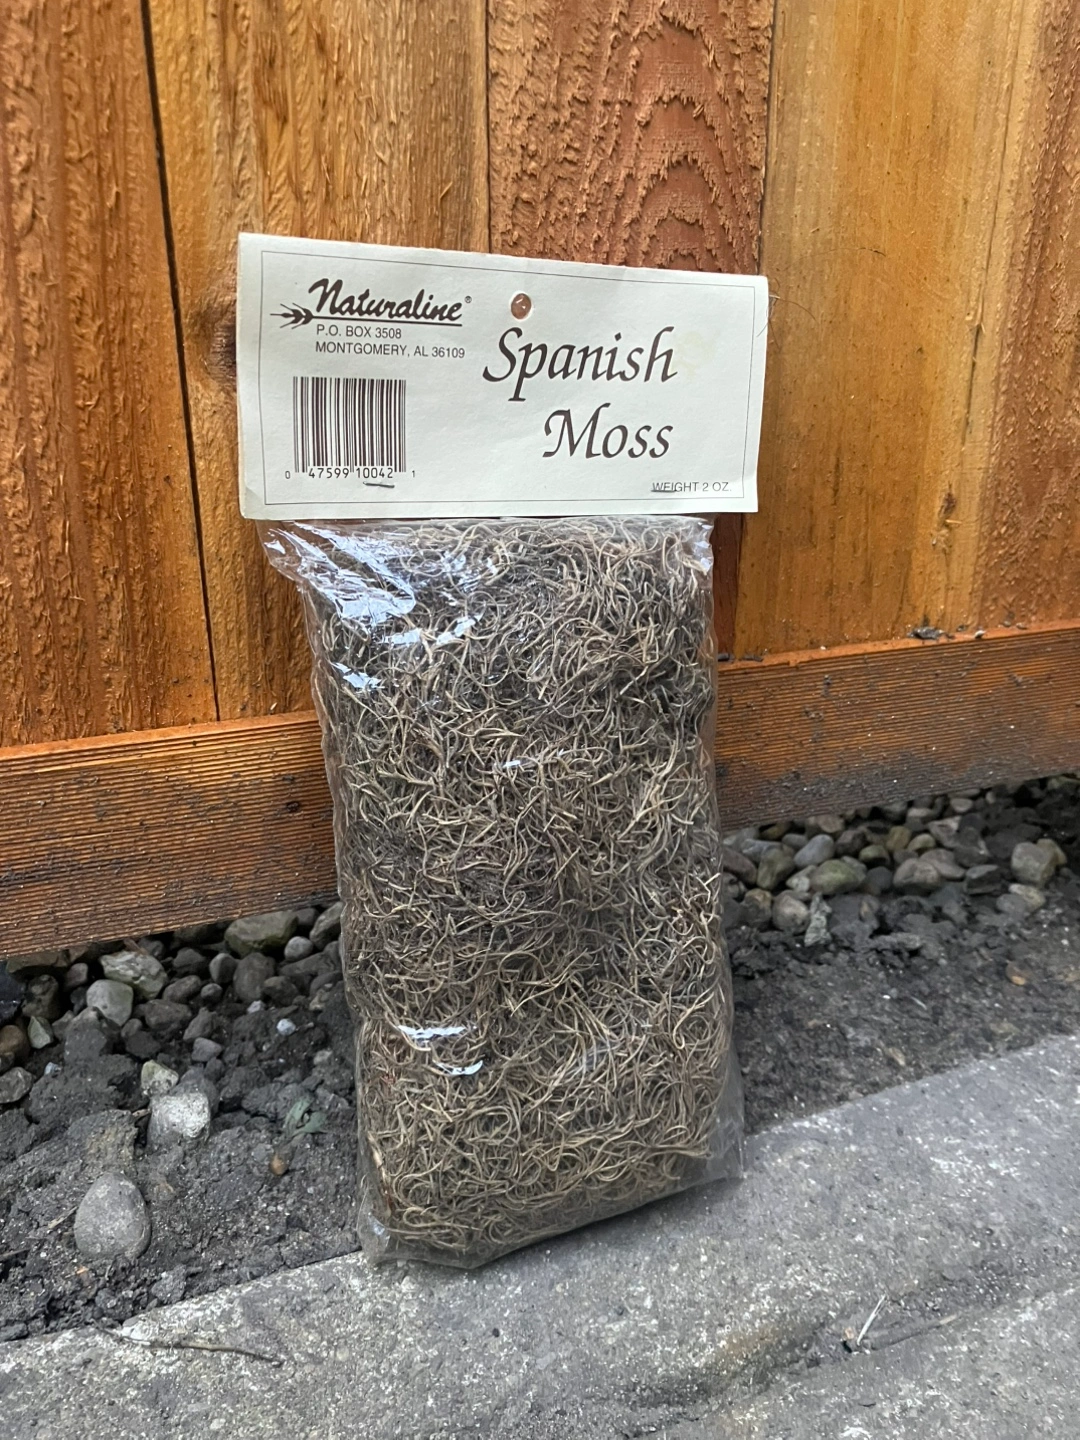 Naturaline®
P.O. BOX 3508
MONTGOMERY, AL 36109
Spanish
Moss
0 47599 10042 1
WEIGHT 2 OZ.